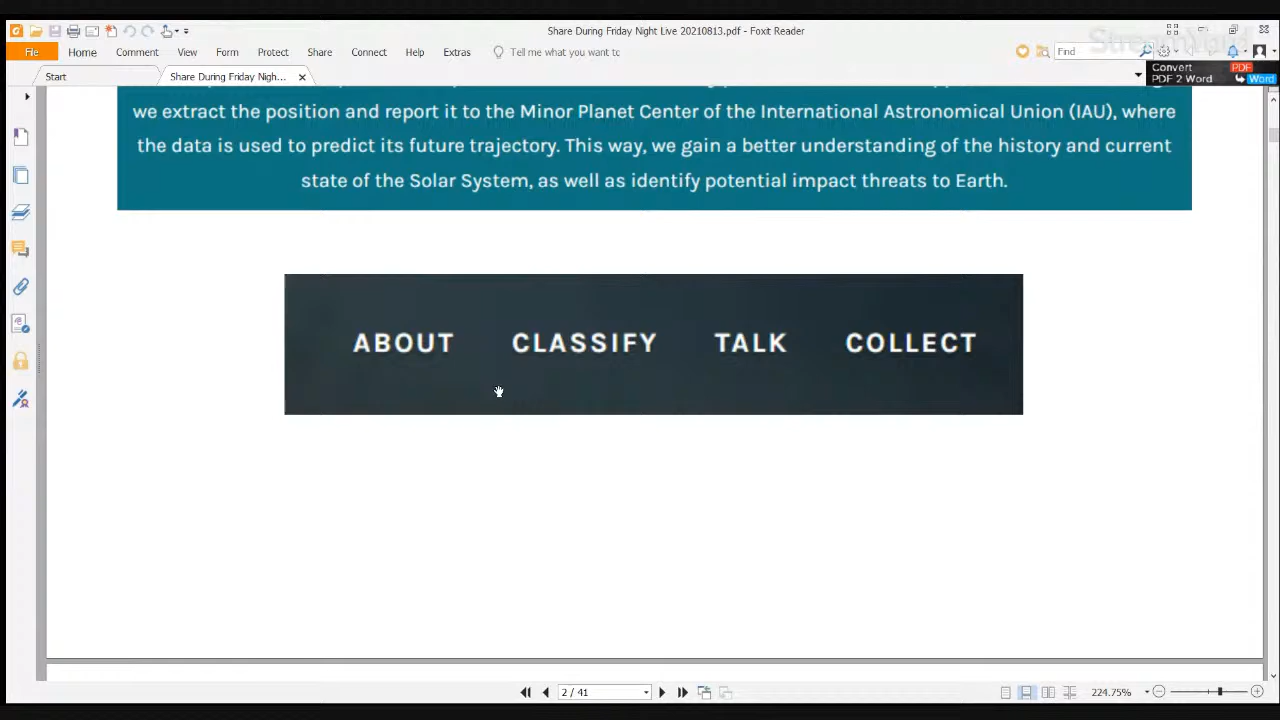 Share During Friday Night Live 20210813.pdf - Foxit Reader
File Home Comment View Form Protect Share Connect Help Extras Tell me what you want tc Find
Start Share During Friday Nigh...
Convert PDF
PDF 2 Word Word
we extract the position and report it to the Minor Planet Center of the International Astronomical Union (IAU), where
the data is used to predict its future trajectory. This way, we gain a better understanding of the history and current
state of the Solar System, as well as identify potential impact threats to Earth.
ABOUT CLASSIFY TALK COLLECT
2 / 41
224.75%